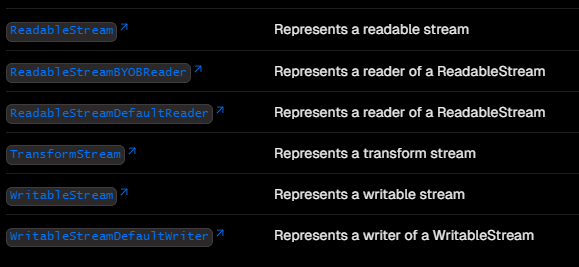 ReadableStream Represents a readable stream
ReadableStreamBYOBReader Represents a reader of a ReadableStream
ReadableStreamDefaultReader Represents a reader of a ReadableStream
TransformStream Represents a transform stream
WritableStream Represents a writable stream
WritableStreamDefaultWriter Represents a writer of a WritableStream